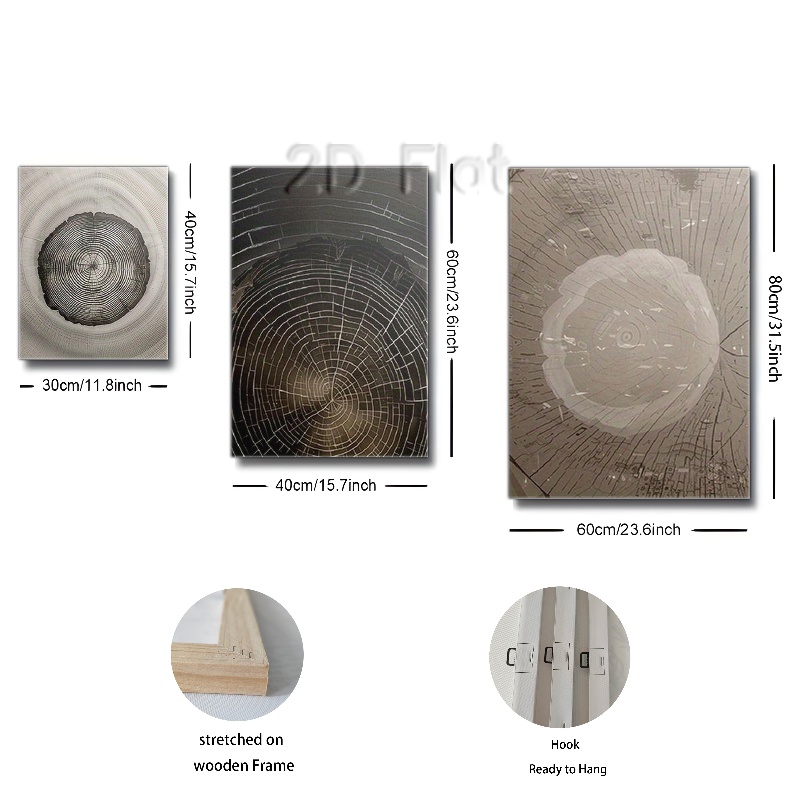 2D Flat
40cm/15.7inch
30cm/11.8inch
60cm/23.6inch
40cm/15.7inch
80cm/31.5inch
60cm/23.6inch
stretched on
wooden Frame
Hook
Ready to Hang